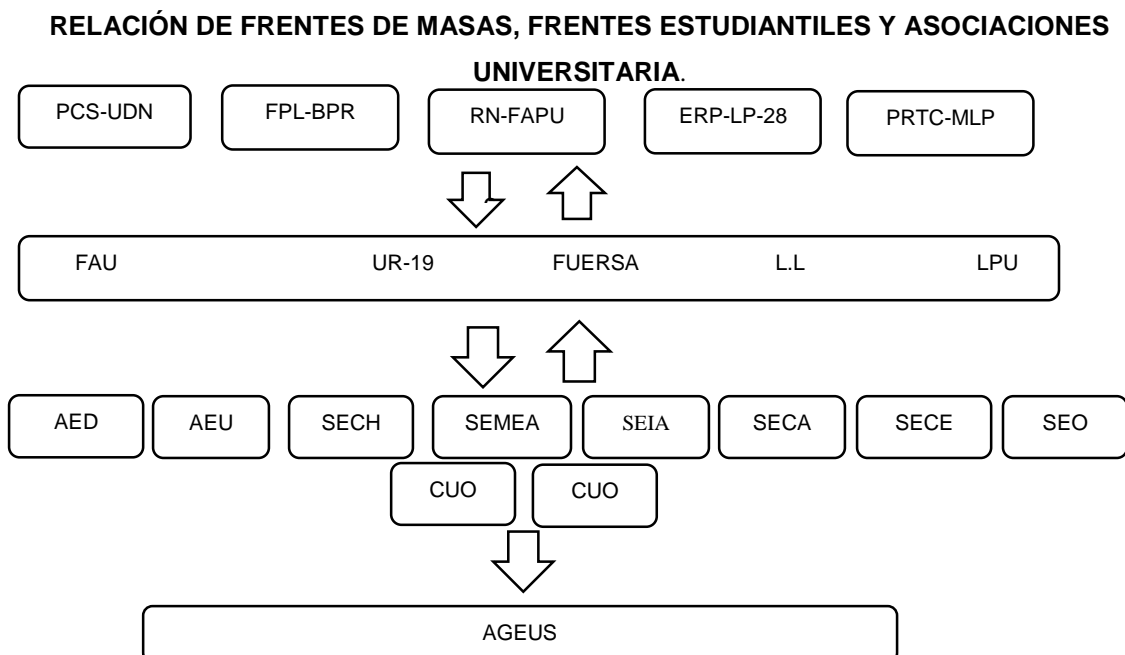 RELACIÓN DE FRENTES DE MASAS, FRENTES ESTUDIANTILES Y ASOCIACIONES
UNIVERSITARIA.
PCS-UDN FPL-BPR RN-FAPU ERP-LP-28 PRTC-MLP
FAU UR-19 FUERSA L.L LPU
AED AEU SECH SEMEA SEIA SECA SECE SEO
CUO CUO
AGEUS